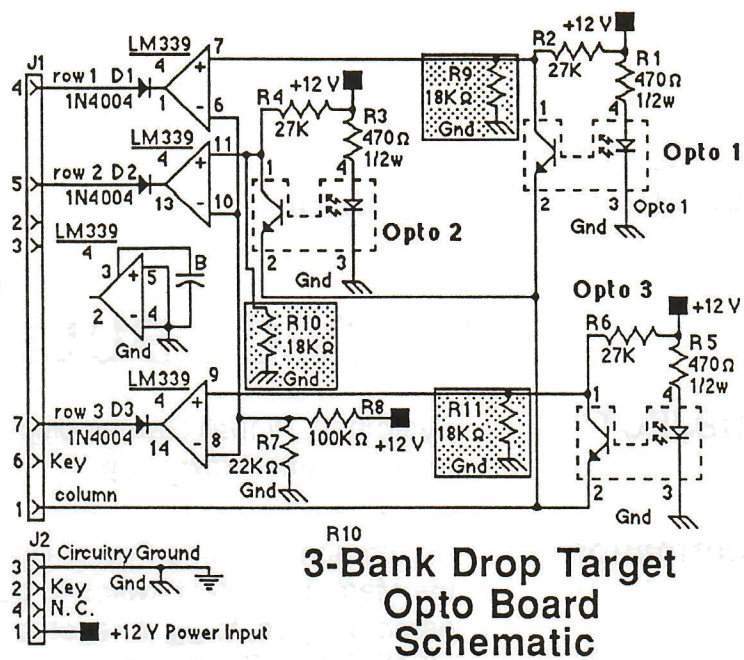 J1
4
row 1 D1
1N4004
LM339
4
1
7
+
-
6
+12 V
R2
27K
R1
470Ω
1/2w
R9
18KΩ
Gnd
1
4
2
3
Opto 1
Opto 1
Gnd
5
row 2 D2
1N4004
LM339
4
13
11
+
-
10
+12 V
R4
27K
R3
470Ω
1/2w
1
4
2
3
Opto 2
Gnd
2
3
LM339
4
3
+
5
-
4
2
B
Gnd
R10
18KΩ
Gnd
Opto 3
+12 V
R6
27K
R5
470Ω
1/2w
7
row 3 D3
1N4004
LM339
4
14
9
+
-
8
R7
22KΩ
Gnd
R8
100KΩ
+12 V
R11
18KΩ
Gnd
1
4
2
3
Gnd
6
Key
1
column
R10
J2
3
Circuitry Ground
Gnd
2
Key
4
N.C.
1
+12 Y Power Input
3-Bank Drop Target
Opto Board
Schematic